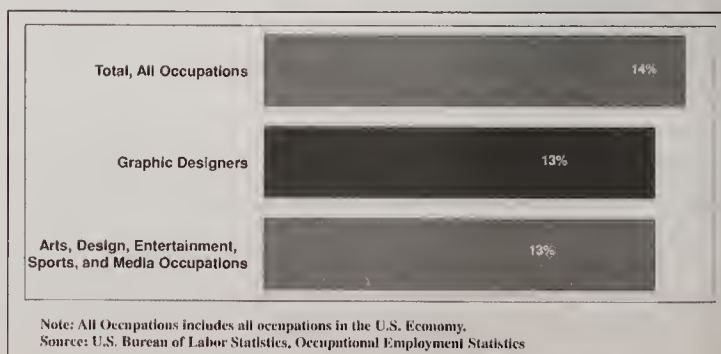 Total, All Occupations
14%
Graphic Designers
13%
Arts, Design, Entertainment,
Sports, and Media Occupations
13%
Note: All Occupations includes all occupations in the U.S. Economy.
Source: U.S. Bureau of Labor Statistics, Occupational Employment Statistics